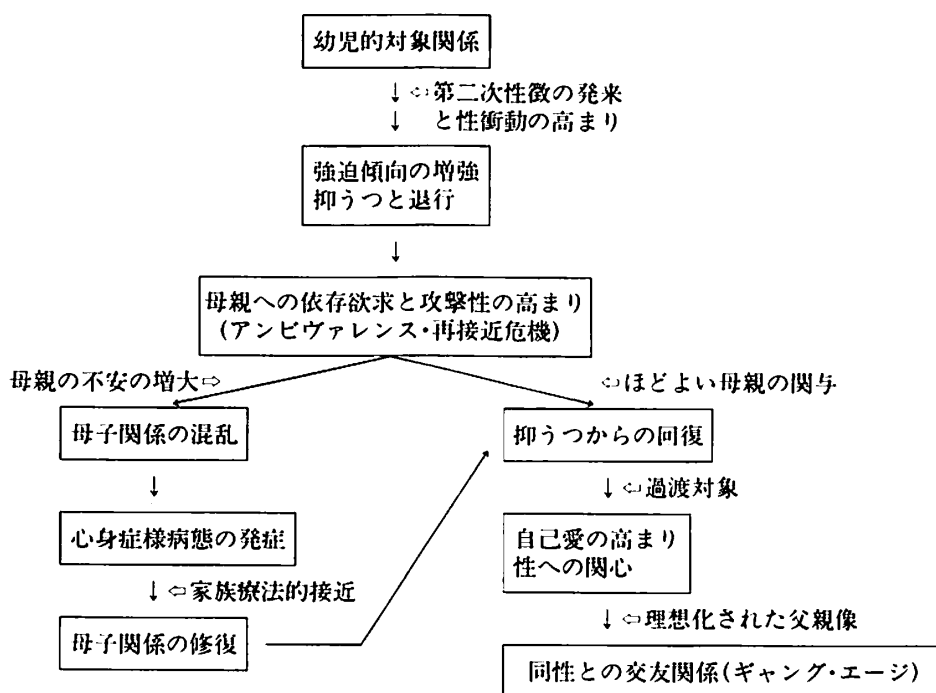 幼児的対象関係
↓⇦第二次性徴の発来
↓ と性衝動の高まり
強迫傾向の増強
抑うつと退行
↓
母親への依存欲求と攻撃性の高まり
(アンビヴァレンス・再接近危機)
母親の不安の増大⇨
⇦ほどよい母親の関与
母子関係の混乱
抑うつからの回復
↓
↓⇦過渡対象
心身症様病態の発症
自己愛の高まり
性への関心
↓⇦家族療法的接近
↓⇦理想化された父親像
母子関係の修復
同性との交友関係(ギャング・エージ)